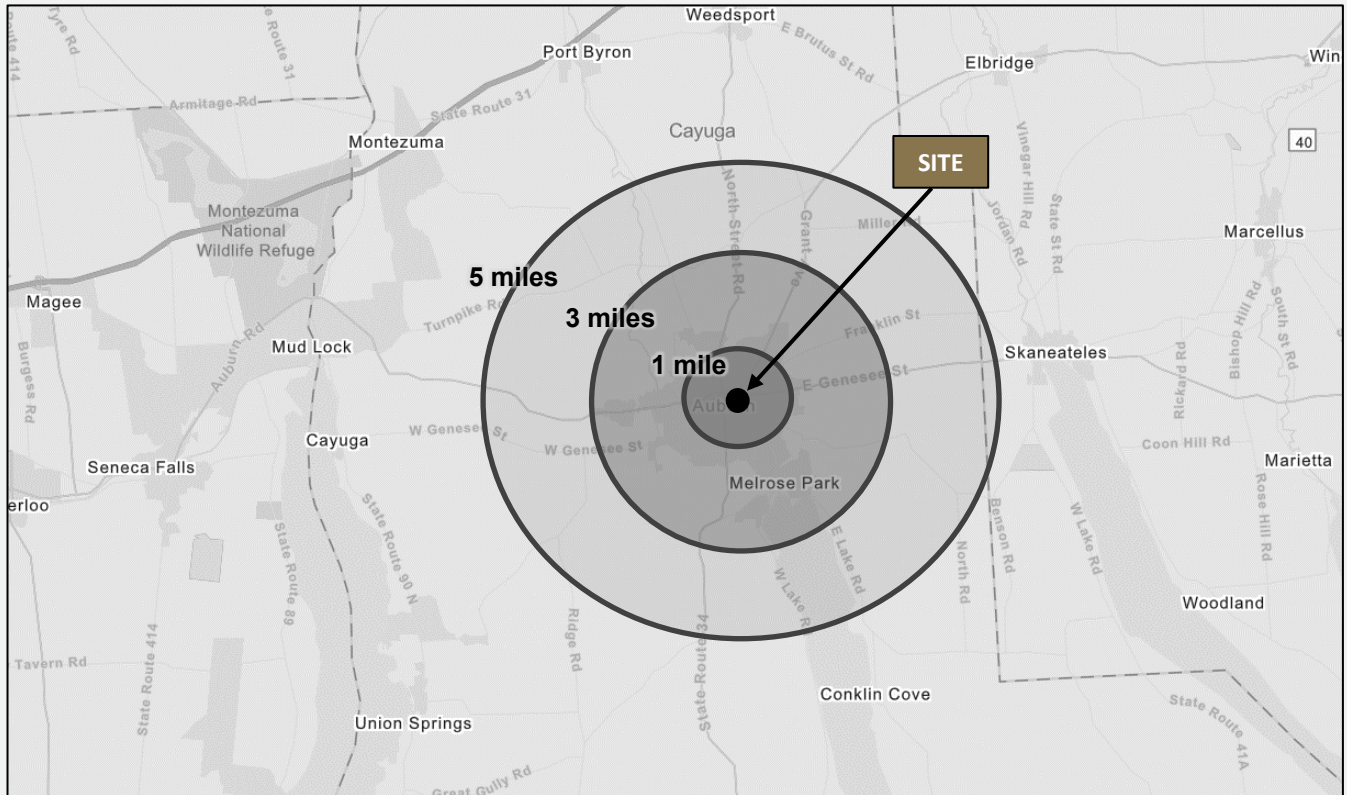 Weedsport
Tyre Rd
Route 31
Route 414
E Brutus St Rd
Port Byron
Elbridge
Win
Armitage Rd
State Route 31
Cayuga
Montezuma
40
SITE
Vinegar Hill Rd
North Street Rd
Grant Ave
Miller Rd
Jordan Rd
State St Rd
Montezuma
National
Wildlife Refuge
Marcellus
5 miles
Magee
Turnpike Rd
3 miles
Franklin St
Bishop Hill Rd
South St Rd
Burgess Rd
Auburn Rd
Mud Lock
1 mile
Skaneateles
E Genesee St
Rickard Rd
Auburn
Cayuga
W Genesee St
W Genesee St
Coon Hill Rd
Seneca Falls
Marietta
Melrose Park
erloo
State Route 90 N
Benson Rd
W Lake Rd
Rose Hill Rd
State Route 89
E Lake Rd
North Rd
W Lake Rd
Woodland
Ridge Rd
State Route 34
Tavern Rd
State Route 414
Conklin Cove
Union Springs
State Route 41A
Great Gully Rd